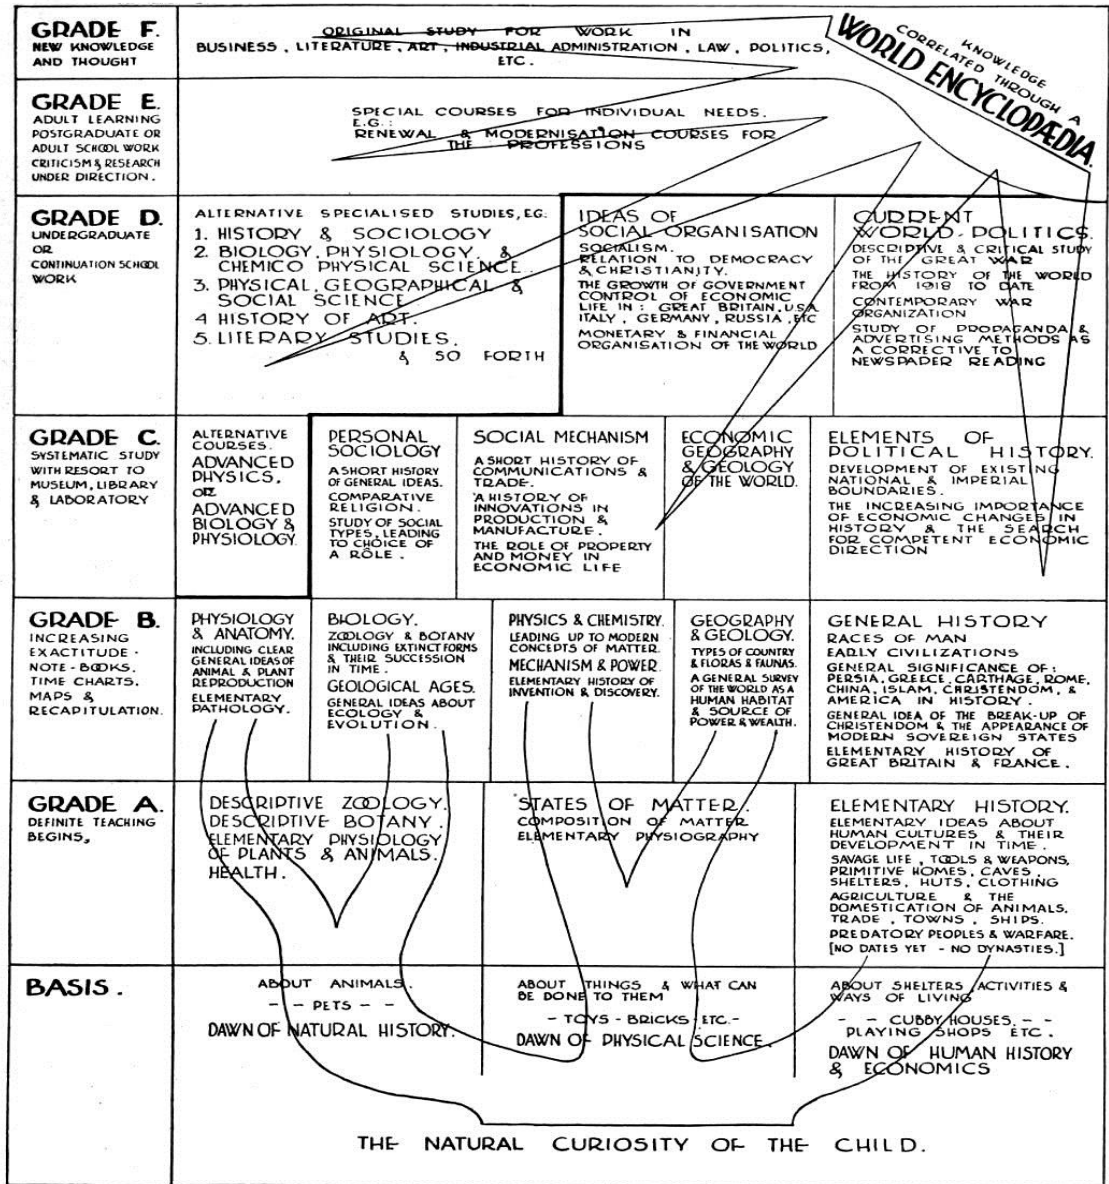 GRADE F.
NEW KNOWLEDGE
AND THOUGHT
ORIGINAL STUDY FOR WORK IN
BUSINESS, LITERATURE, ART, INDUSTRIAL ADMINISTRATION, LAW, POLITICS,
ETC.
KNOWLEDGE
CORRELATED THROUGH A
WORLD ENCYCLOPÆDIA.
GRADE E.
ADULT LEARNING
POSTGRADUATE OR
ADULT SCHOOL WORK
CRITICISM & RESEARCH
UNDER DIRECTION.
SPECIAL COURSES FOR INDIVIDUAL NEEDS.
E.G.:
RENEWAL & MODERNISATION COURSES FOR
THE PROFESSIONS
GRADE D.
UNDERGRADUATE
OR
CONTINUATION SCHOOL
WORK
ALTERNATIVE SPECIALISED STUDIES, E.G.
1. HISTORY & SOCIOLOGY
2. BIOLOGY, PHYSIOLOGY, &
CHEMICO PHYSICAL SCIENCE.
3. PHYSICAL, GEOGRAPHICAL &
SOCIAL SCIENCE
4 HISTORY OF ART.
5. LITERARY STUDIES,
& SO FORTH
IDEAS OF
SOCIAL ORGANISATION
SOCIALISM.
RELATION TO DEMOCRACY
& CHRISTIANITY.
THE GROWTH OF GOVERNMENT
CONTROL OF ECONOMIC
LIFE IN: GREAT BRITAIN, U.S.A
ITALY, GERMANY, RUSSIA, ETC
MONETARY & FINANCIAL
ORGANISATION OF THE WORLD
CURRENT
WORLD-POLITICS.
DESCRIPTIVE & CRITICAL STUDY
OF THE GREAT WAR
THE HISTORY OF THE WORLD
FROM 1918 TO DATE
CONTEMPORARY WAR
ORGANIZATION
STUDY OF PROPAGANDA &
ADVERTISING METHODS AS
A CORRECTIVE TO
NEWSPAPER READING
GRADE C.
SYSTEMATIC STUDY
WITH RESORT TO
MUSEUM, LIBRARY
& LABORATORY
ALTERNATIVE
COURSES.
ADVANCED
PHYSICS.
OR
ADVANCED
BIOLOGY &
PHYSIOLOGY.
PERSONAL
SOCIOLOGY
A SHORT HISTORY
OF GENERAL IDEAS.
COMPARATIVE
RELIGION.
STUDY OF SOCIAL
TYPES, LEADING
TO CHOICE OF
A RÔLE.
SOCIAL MECHANISM
A SHORT HISTORY OF
COMMUNICATIONS &
TRADE.
A HISTORY OF
INNOVATIONS IN
PRODUCTION &
MANUFACTURE.
THE ROLE OF PROPERTY
AND MONEY IN
ECONOMIC LIFE
ECONOMIC
GEOGRAPHY
& GEOLOGY
OF THE WORLD.
ELEMENTS OF
POLITICAL HISTORY.
DEVELOPMENT OF EXISTING
NATIONAL & IMPERIAL
BOUNDARIES.
THE INCREASING IMPORTANCE
OF ECONOMIC CHANGES IN
HISTORY & THE SEARCH
FOR COMPETENT ECONOMIC
DIRECTION
GRADE B.
INCREASING
EXACTITUDE -
NOTE-BOOKS.
TIME CHARTS.
MAPS &
RECAPITULATION.
PHYSIOLOGY
& ANATOMY.
INCLUDING CLEAR
GENERAL IDEAS OF
ANIMAL & PLANT
REPRODUCTION
ELEMENTARY
PATHOLOGY.
BIOLOGY.
ZOOLOGY & BOTANY
INCLUDING EXTINCT FORMS
& THEIR SUCCESSION
IN TIME.
GEOLOGICAL AGES.
GENERAL IDEAS ABOUT
ECOLOGY &
EVOLUTION.
PHYSICS & CHEMISTRY.
LEADING UP TO MODERN
CONCEPTS OF MATTER.
MECHANISM & POWER.
ELEMENTARY HISTORY OF
INVENTION & DISCOVERY.
GEOGRAPHY
& GEOLOGY.
TYPES OF COUNTRY
& FLORAS & FAUNAS.
A GENERAL SURVEY
OF THE WORLD AS A
HUMAN HABITAT
& SOURCE OF
POWER & WEALTH.
GENERAL HISTORY
RACES OF MAN
EARLY CIVILIZATIONS
GENERAL SIGNIFICANCE OF:
PERSIA, GREECE, CARTHAGE, ROME,
CHINA, ISLAM, CHRISTENDOM, &
AMERICA IN HISTORY.
GENERAL IDEA OF THE BREAK-UP OF
CHRISTENDOM & THE APPEARANCE OF
MODERN SOVEREIGN STATES
ELEMENTARY HISTORY OF
GREAT BRITAIN & FRANCE.
GRADE A.
DEFINITE TEACHING
BEGINS,
DESCRIPTIVE ZOOLOGY.
DESCRIPTIVE BOTANY.
ELEMENTARY PHYSIOLOGY
OF PLANTS & ANIMALS.
HEALTH.
STATES OF MATTER.
COMPOSITION OF MATTER
ELEMENTARY PHYSIOGRAPHY
ELEMENTARY HISTORY.
ELEMENTARY IDEAS ABOUT
HUMAN CULTURES & THEIR
DEVELOPMENT IN TIME.
SAVAGE LIFE, TOOLS & WEAPONS,
PRIMITIVE HOMES, CAVES,
SHELTERS, HUTS, CLOTHING
AGRICULTURE & THE
DOMESTICATION OF ANIMALS,
TRADE, TOWNS, SHIPS.
PREDATORY PEOPLES & WARFARE.
[NO DATES YET - NO DYNASTIES.]
BASIS.
ABOUT ANIMALS.
- - PETS - -
DAWN OF NATURAL HISTORY.
ABOUT THINGS & WHAT CAN
BE DONE TO THEM
- TOYS - BRICKS ETC. -
DAWN OF PHYSICAL SCIENCE.
ABOUT SHELTERS, ACTIVITIES &
WAYS OF LIVING
- - CUBBY HOUSES. - -
PLAYING SHOPS ETC.
DAWN OF HUMAN HISTORY
& ECONOMICS
THE NATURAL CURIOSITY OF THE CHILD.